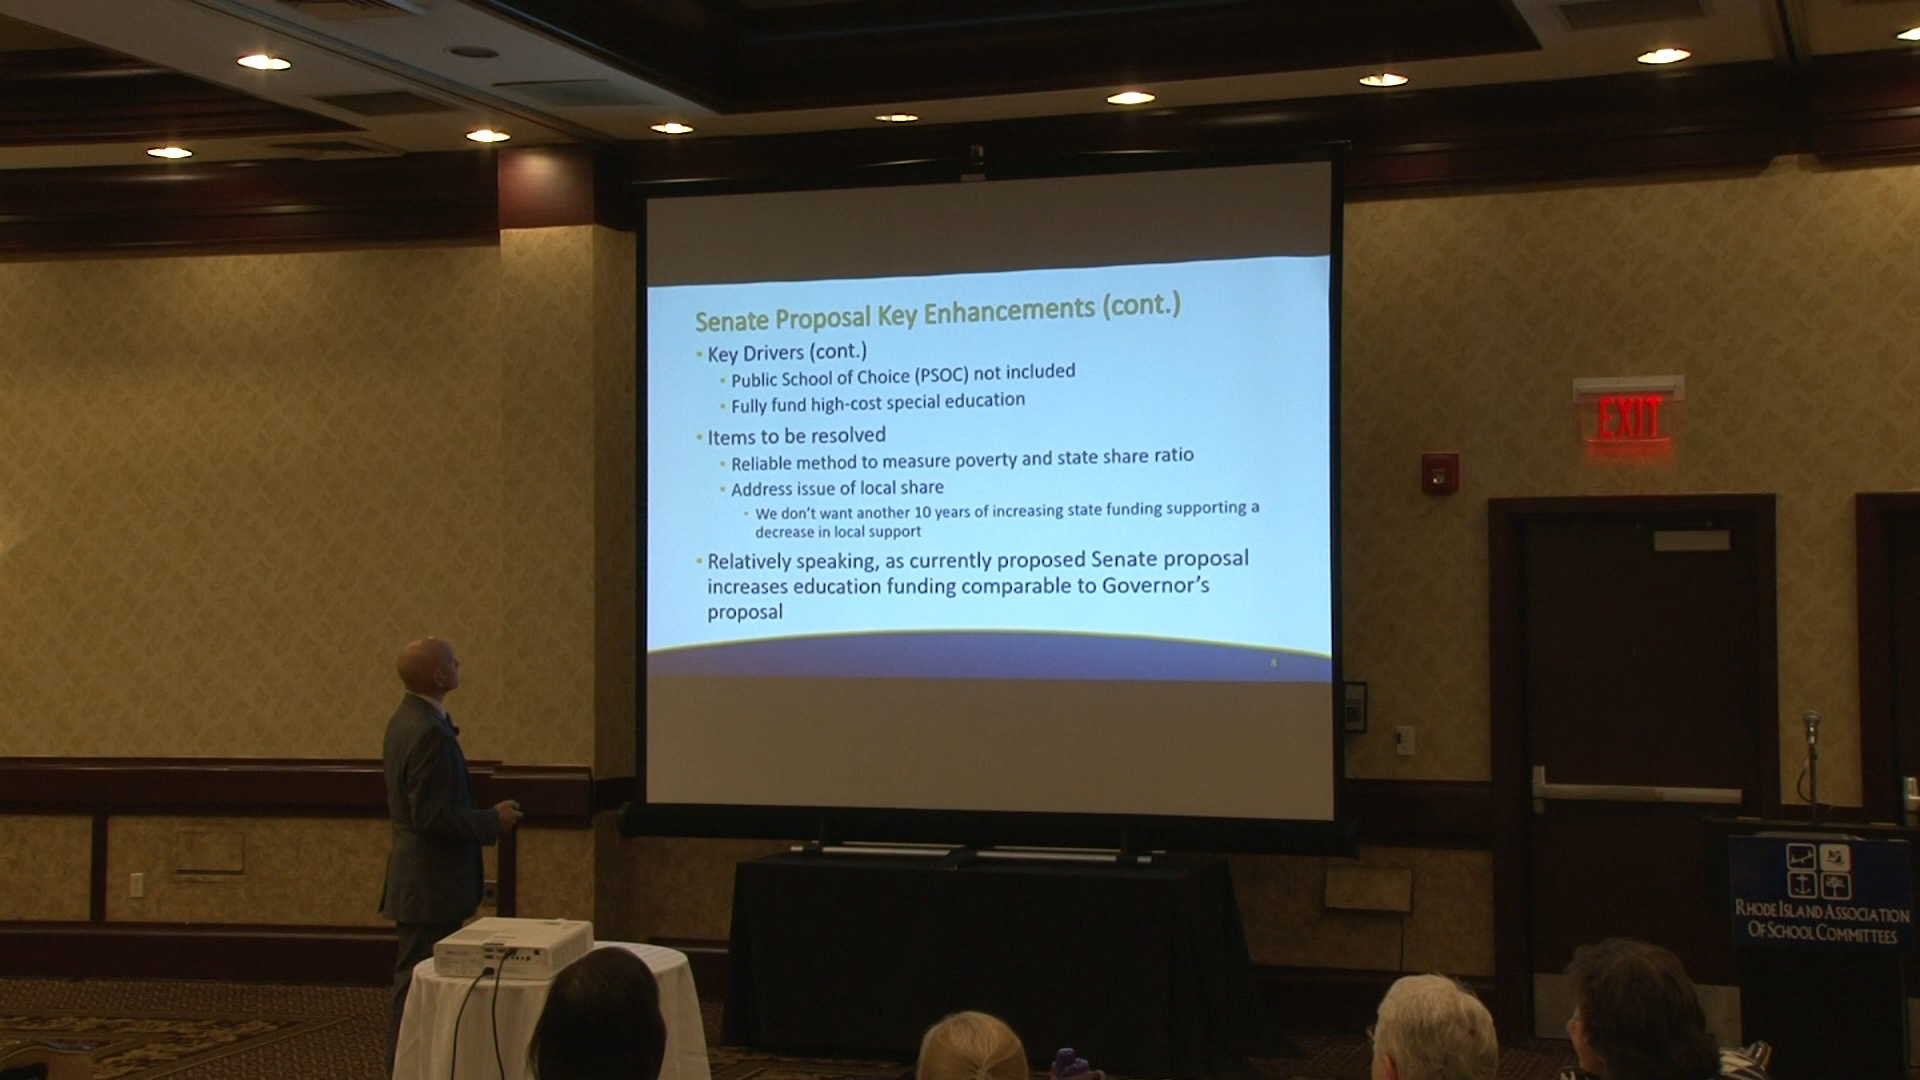 Senate Proposal Key Enhancements (cont.)
• Key Drivers (cont.)
• Public School of Choice (PSOC) not included
• Fully fund high-cost special education
• Items to be resolved
• Reliable method to measure poverty and state share ratio
• Address issue of local share
• We don't want another 10 years of increasing state funding supporting a
decrease in local support
• Relatively speaking, as currently proposed Senate proposal
increases education funding comparable to Governor's
proposal
8
EXIT
RHODE ISLAND ASSOCIATION
OF SCHOOL COMMITTEES